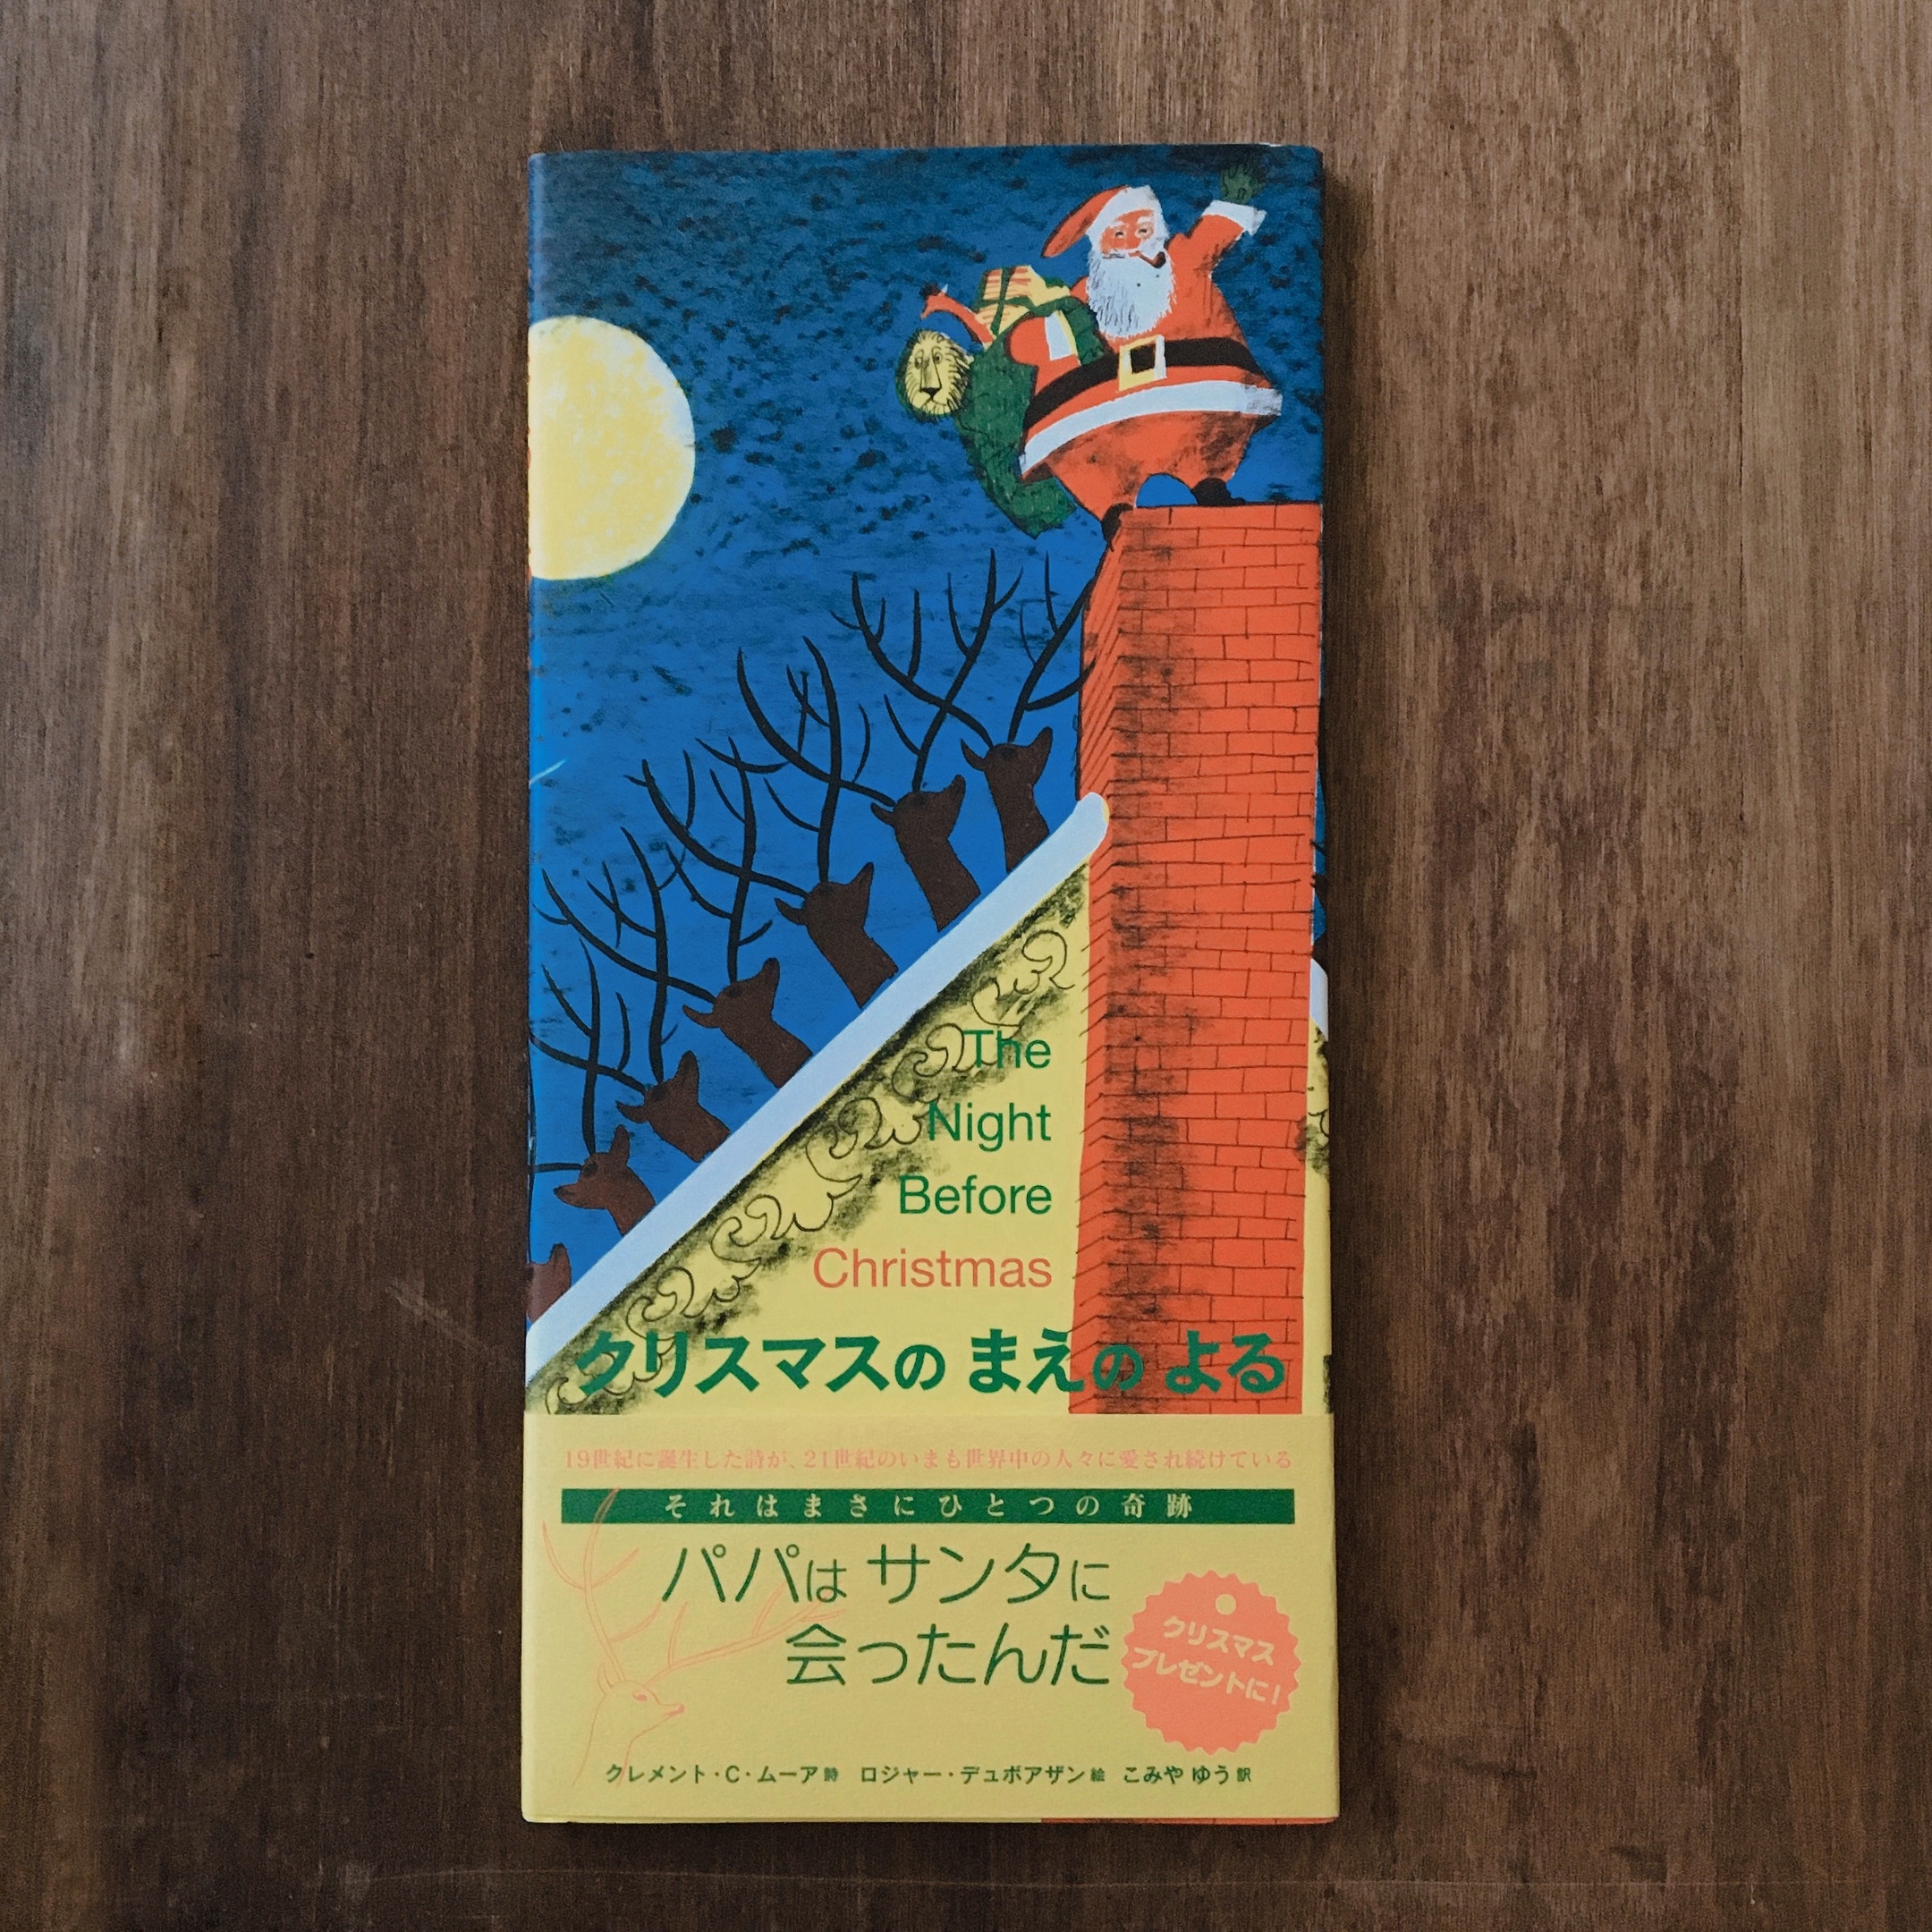 The
Night
Before
Christmas
クリスマスの まえの よる
19世紀に誕生した詩が、21世紀のいまも世界中の人々に愛され続けている
それはまさにひとつの奇跡
パパは サンタに
会ったんだ
クリスマス
プレゼントに!
クレメント・C・ムーア詩 ロジャー・デュボアザン絵 こみや ゆう訳